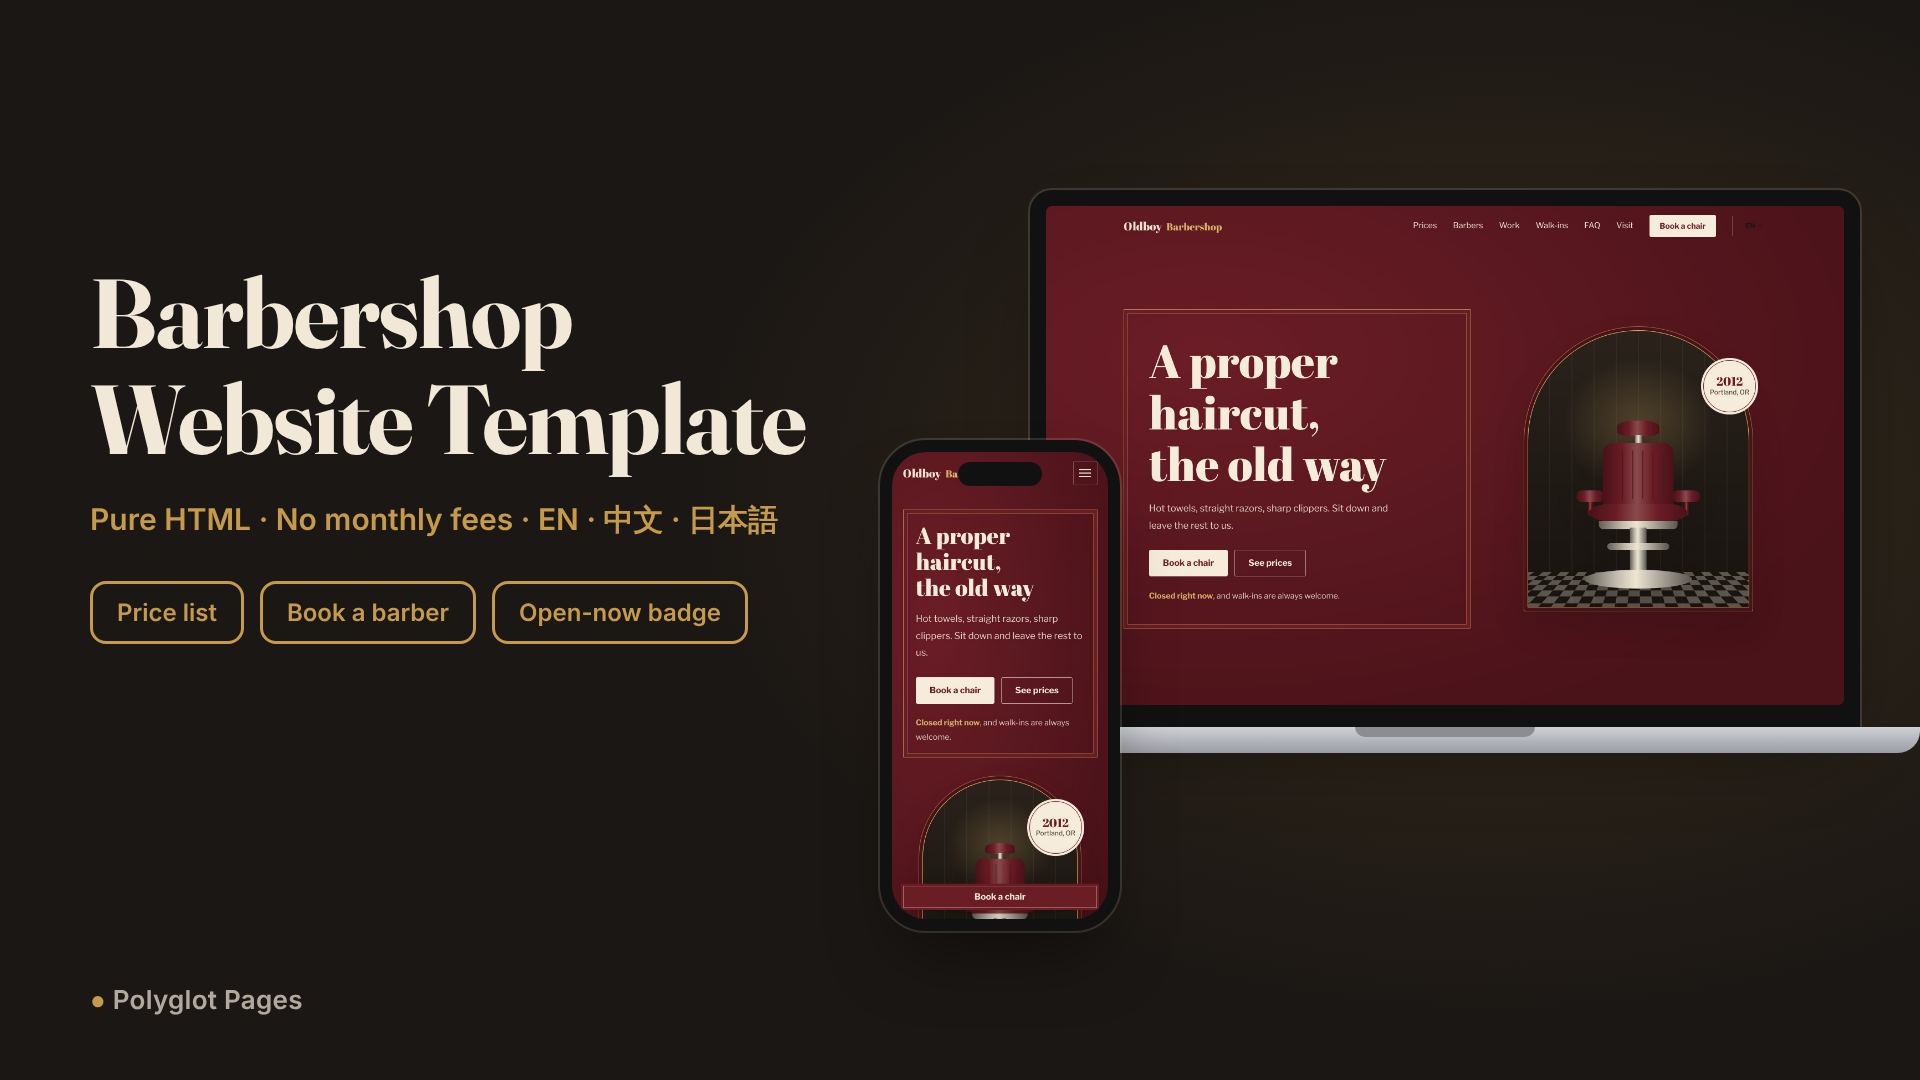 Barbershop
Website Template
Pure HTML · No monthly fees · EN · 中文 · 日本語
Price list
Book a barber
Open-now badge
Polyglot Pages
Oldboy Barbershop
Prices
Barbers
Work
Walk-ins
FAQ
Visit
Book a chair
EN
A proper
haircut,
the old way
Hot towels, straight razors, sharp clippers. Sit down and
leave the rest to us.
Book a chair
See prices
Closed right now, and walk-ins are always welcome.
2012
Portland, OR
Oldboy Ba
A proper
haircut,
the old way
Hot towels, straight razors, sharp
clippers. Sit down and leave the rest to
us.
Book a chair
See prices
Closed right now, and walk-ins are always
welcome.
2012
Portland, OR
Book a chair